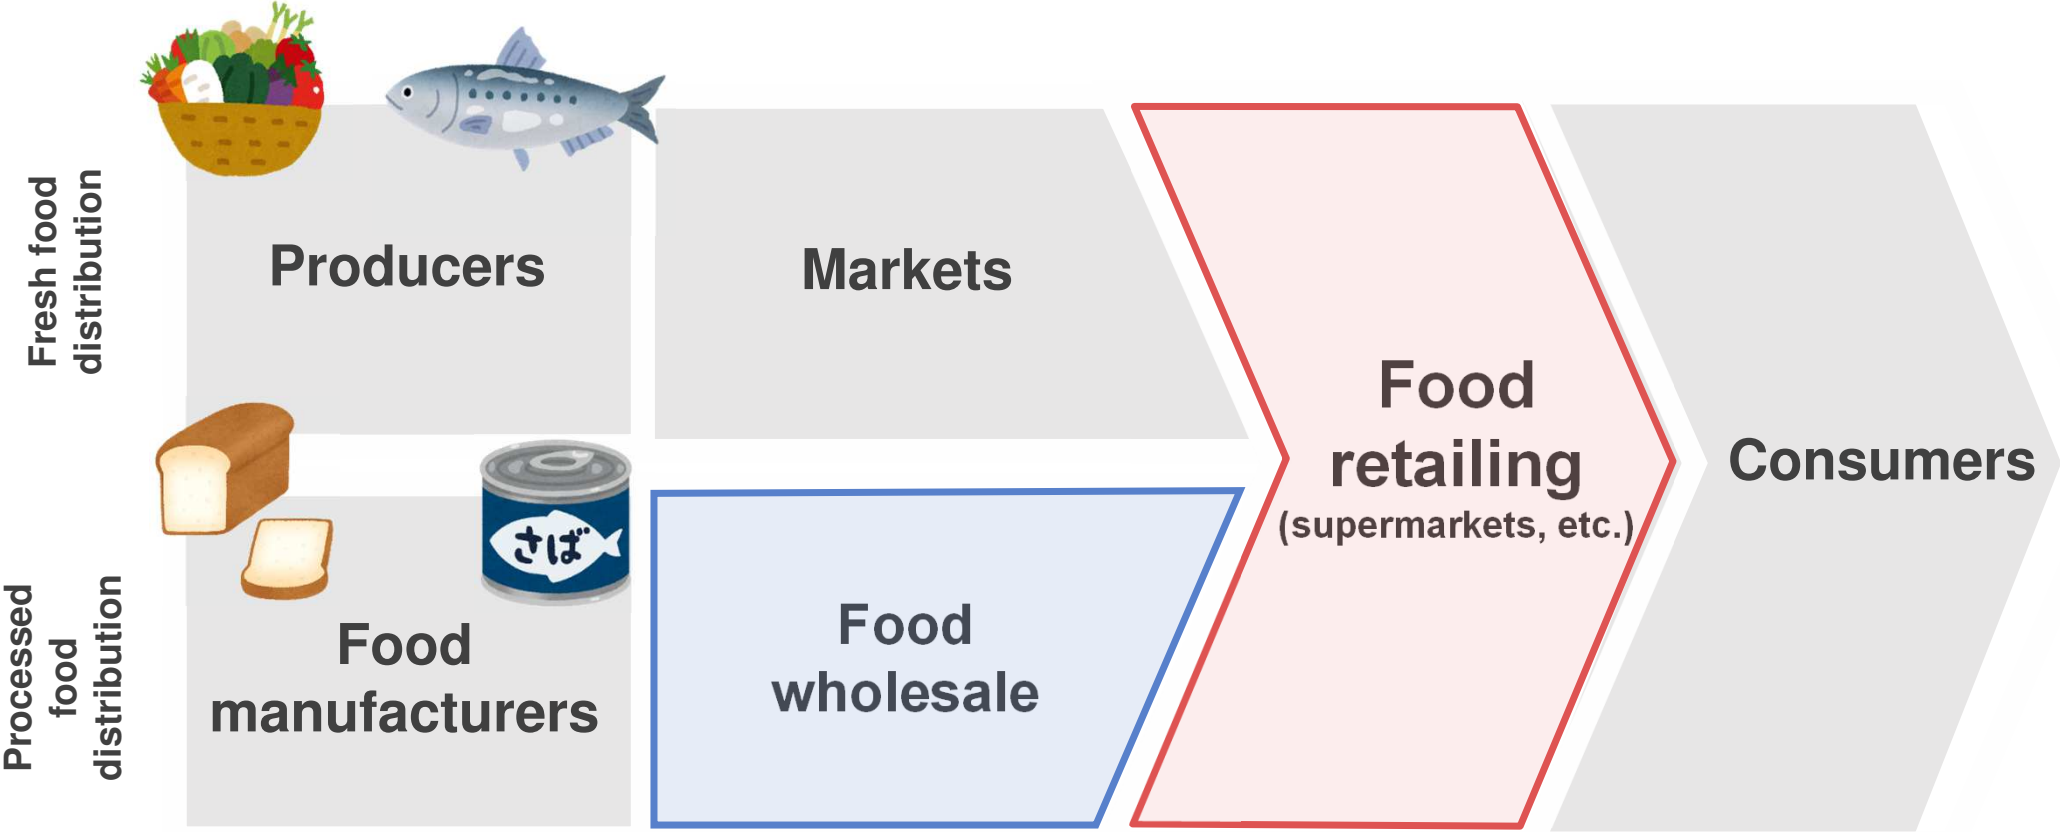 Fresh food
distribution
Producers
Markets
Food
retailing
(supermarkets, etc.)
Consumers
Processed
food
distribution
さば
Food
manufacturers
Food
wholesale